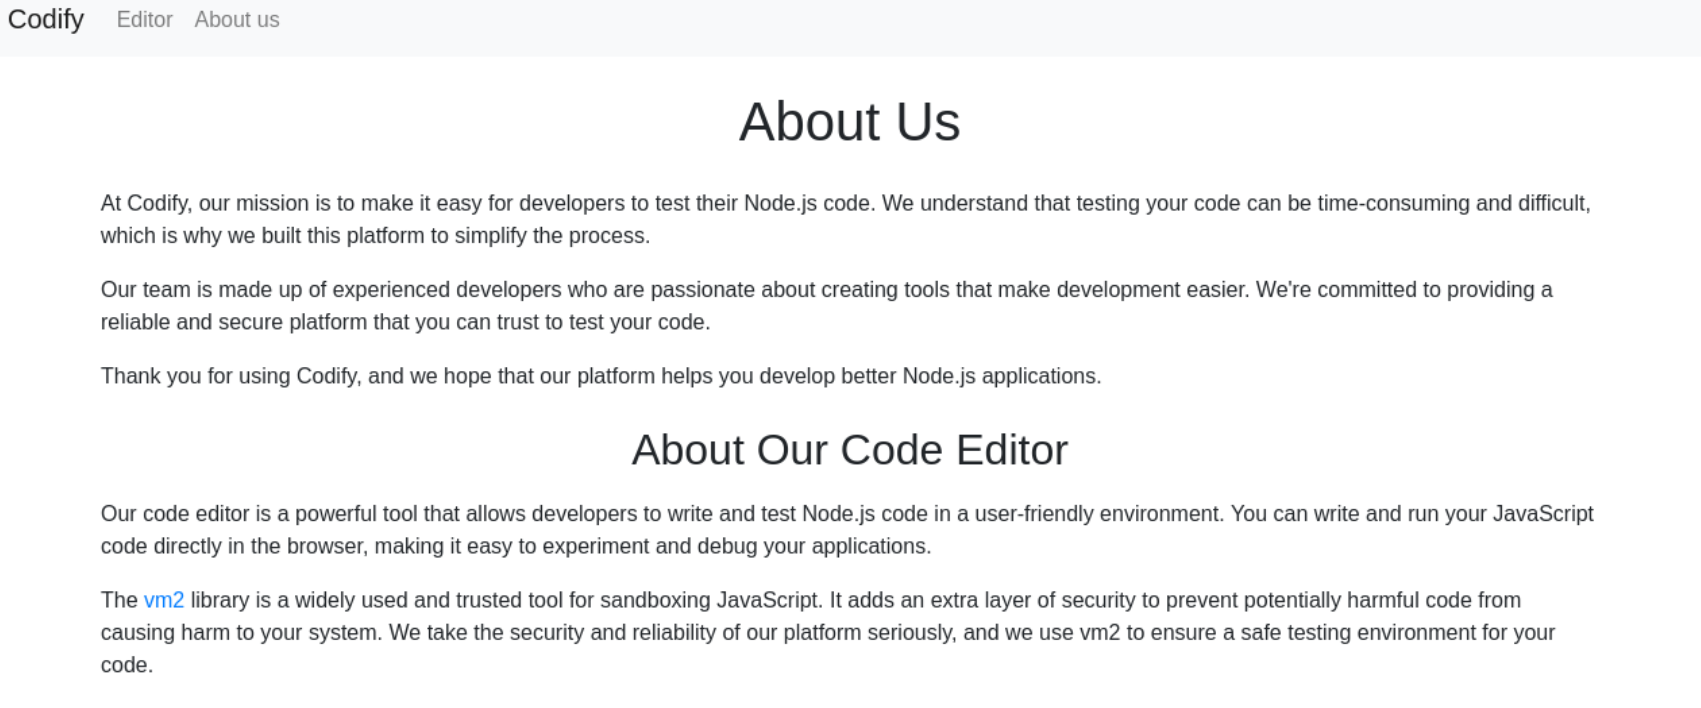 Codify Editor About us
About Us
At Codify, our mission is to make it easy for developers to test their Node.js code. We understand that testing your code can be time-consuming and difficult,
which is why we built this platform to simplify the process.
Our team is made up of experienced developers who are passionate about creating tools that make development easier. We're committed to providing a
reliable and secure platform that you can trust to test your code.
Thank you for using Codify, and we hope that our platform helps you develop better Node.js applications.
About Our Code Editor
Our code editor is a powerful tool that allows developers to write and test Node.js code in a user-friendly environment. You can write and run your JavaScript
code directly in the browser, making it easy to experiment and debug your applications.
The vm2 library is a widely used and trusted tool for sandboxing JavaScript. It adds an extra layer of security to prevent potentially harmful code from
causing harm to your system. We take the security and reliability of our platform seriously, and we use vm2 to ensure a safe testing environment for your
code.